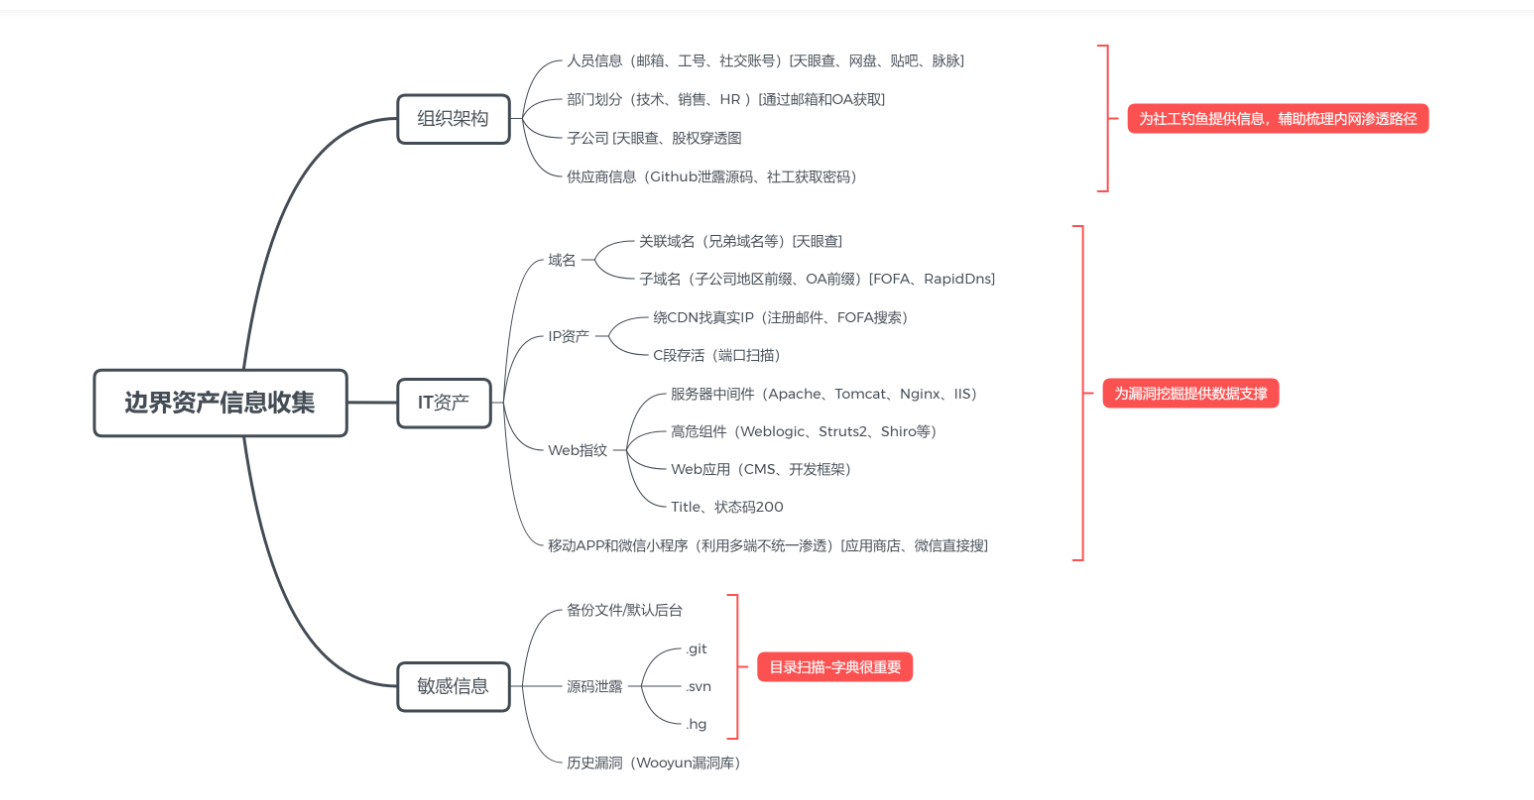 边界资产信息收集
组织架构
人员信息（邮箱、工号、社交账号）[天眼查、网盘、贴吧、脉脉]
部门划分（技术、销售、HR ）[通过邮箱和OA获取]
子公司 [天眼查、股权穿透图
供应商信息（Github泄露源码、社工获取密码）
为社工钓鱼提供信息，辅助梳理内网渗透路径
IT资产
域名
关联域名（兄弟域名等）[天眼查]
子域名（子公司地区前缀、OA前缀）[FOFA、RapidDns]
IP资产
绕CDN找真实IP（注册邮件、FOFA搜索）
C段存活（端口扫描）
Web指纹
服务器中间件（Apache、Tomcat、Nginx、IIS）
高危组件（Weblogic、Struts2、Shiro等）
Web应用（CMS、开发框架）
Title、状态码200
移动APP和微信小程序（利用多端不统一渗透）[应用商店、微信直接搜]
为漏洞挖掘提供数据支撑
敏感信息
备份文件/默认后台
源码泄露
.git
.svn
.hg
目录扫描-字典很重要
历史漏洞（Wooyun漏洞库）